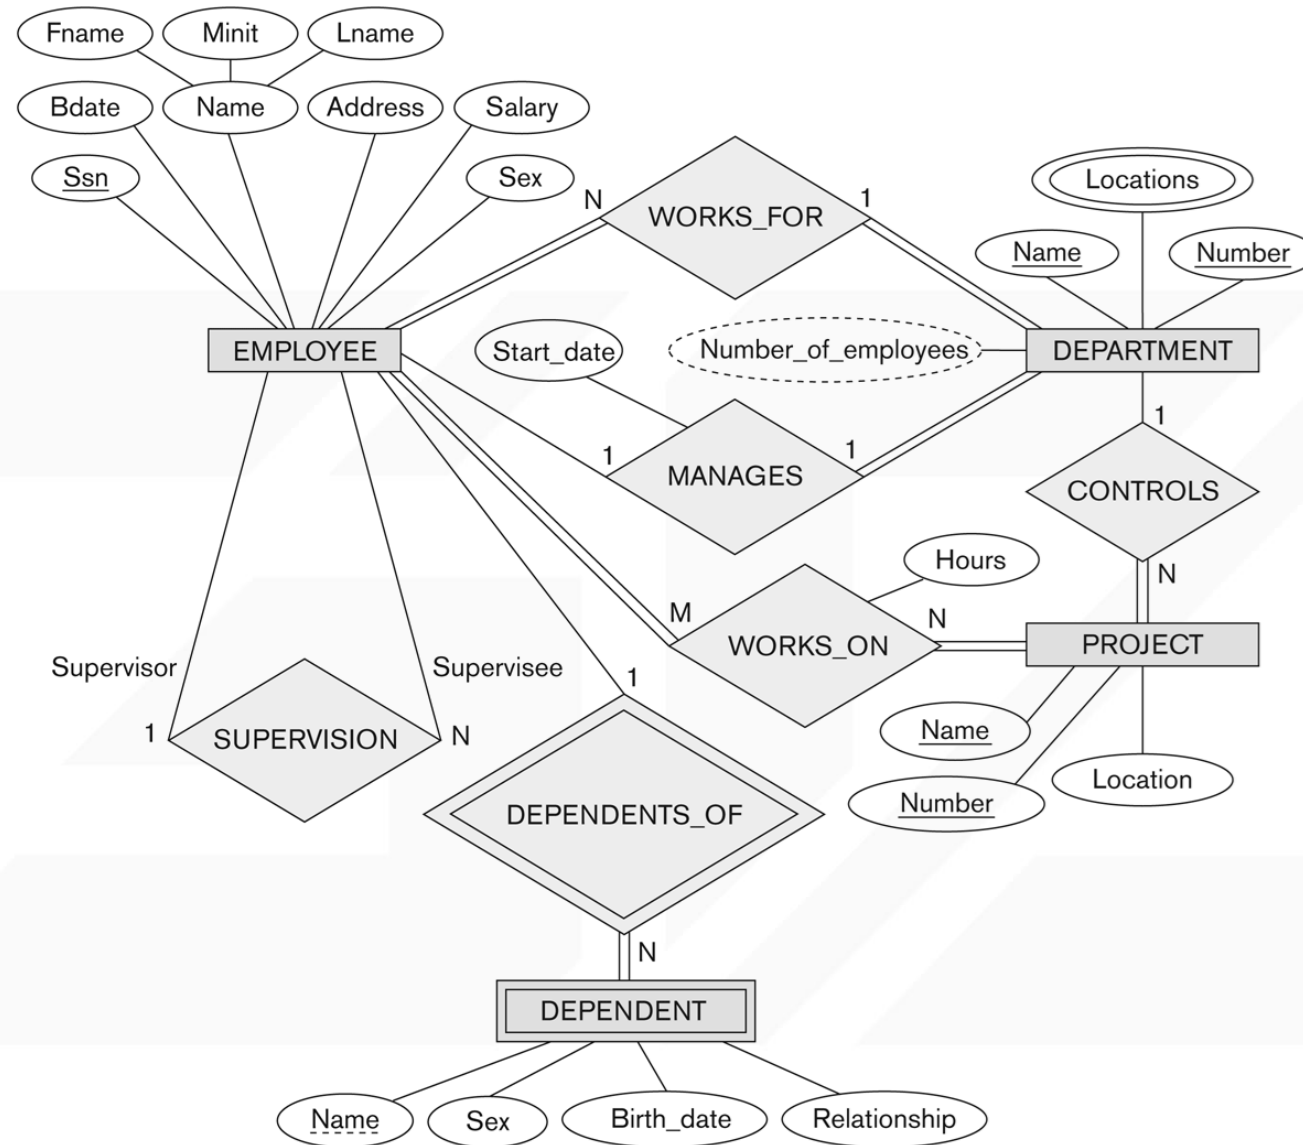 Fname
Minit
Lname
Bdate
Name
Address
Salary
Ssn
Sex
N
WORKS_FOR
1
Locations
Name
Number
EMPLOYEE
Start_date
Number_of_employees
DEPARTMENT
1
MANAGES
1
1
CONTROLS
N
Hours
M
WORKS_ON
N
PROJECT
Supervisor
Supervisee
1
SUPERVISION
N
1
Name
Number
Location
DEPENDENTS_OF
N
DEPENDENT
Name
Sex
Birth_date
Relationship